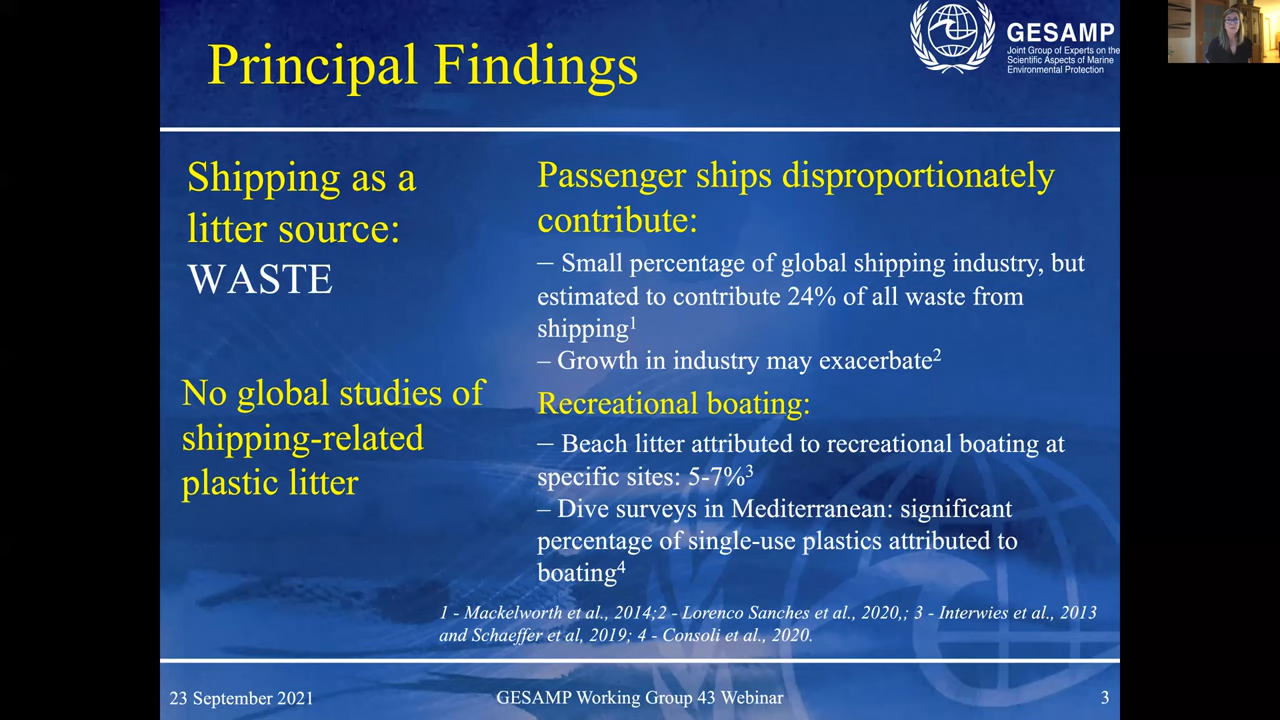 Principal Findings
GESAMP
Joint Group of Experts on the
Scientific Aspects of Marine
Environmental Protection
Shipping as a
litter source:
WASTE
No global studies of
shipping-related
plastic litter
Passenger ships disproportionately
contribute:
– Small percentage of global shipping industry, but
estimated to contribute 24% of all waste from
shipping1
– Growth in industry may exacerbate2
Recreational boating:
– Beach litter attributed to recreational boating at
specific sites: 5-7%3
– Dive surveys in Mediterranean: significant
percentage of single-use plastics attributed to
boating4
1 - Mackelworth et al., 2014;2 - Lorenco Sanches et al., 2020,; 3 - Interwies et al., 2013
and Schaeffer et al, 2019; 4 - Consoli et al., 2020.
23 September 2021
GESAMP Working Group 43 Webinar
3